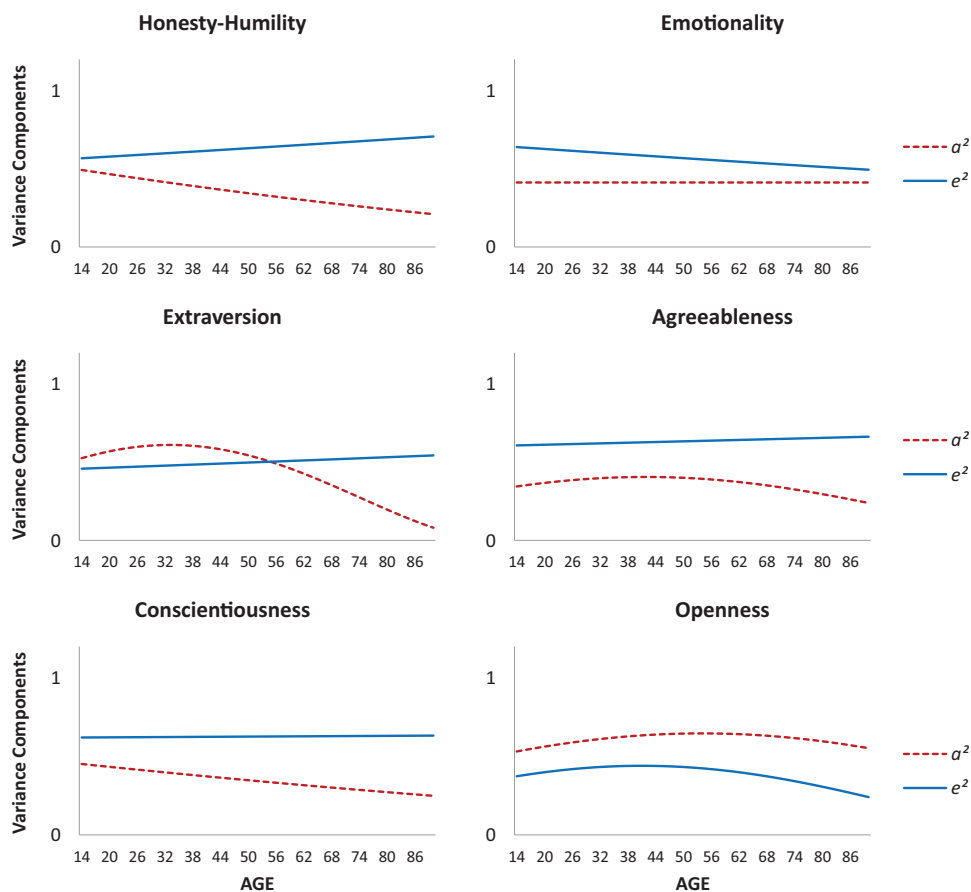 Honesty-Humility
Variance Components
1
0
14 20 26 32 38 44 50 56 62 68 74 80 86
Emotionality
1
0
14 20 26 32 38 44 50 56 62 68 74 80 86
a²
e²
Extraversion
Variance Components
1
0
14 20 26 32 38 44 50 56 62 68 74 80 86
Agreeableness
1
0
14 20 26 32 38 44 50 56 62 68 74 80 86
a²
e²
Conscientiousness
Variance Components
1
0
14 20 26 32 38 44 50 56 62 68 74 80 86
AGE
Openness
1
0
14 20 26 32 38 44 50 56 62 68 74 80 86
AGE
a²
e²